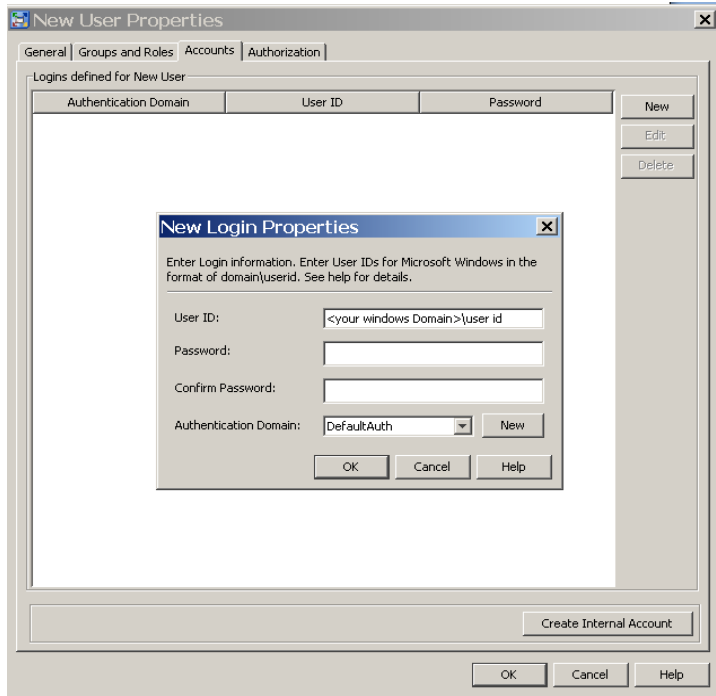 New User Properties
General Groups and Roles Accounts Authorization
Logins defined for New User
Authentication Domain User ID Password
New
Edit
Delete
New Login Properties
Enter Login information. Enter User IDs for Microsoft Windows in the
format of domain\userid. See help for details.
User ID: <your windows Domain>\user id
Password:
Confirm Password:
Authentication Domain: DefaultAuth New
OK Cancel Help
Create Internal Account
OK Cancel Help